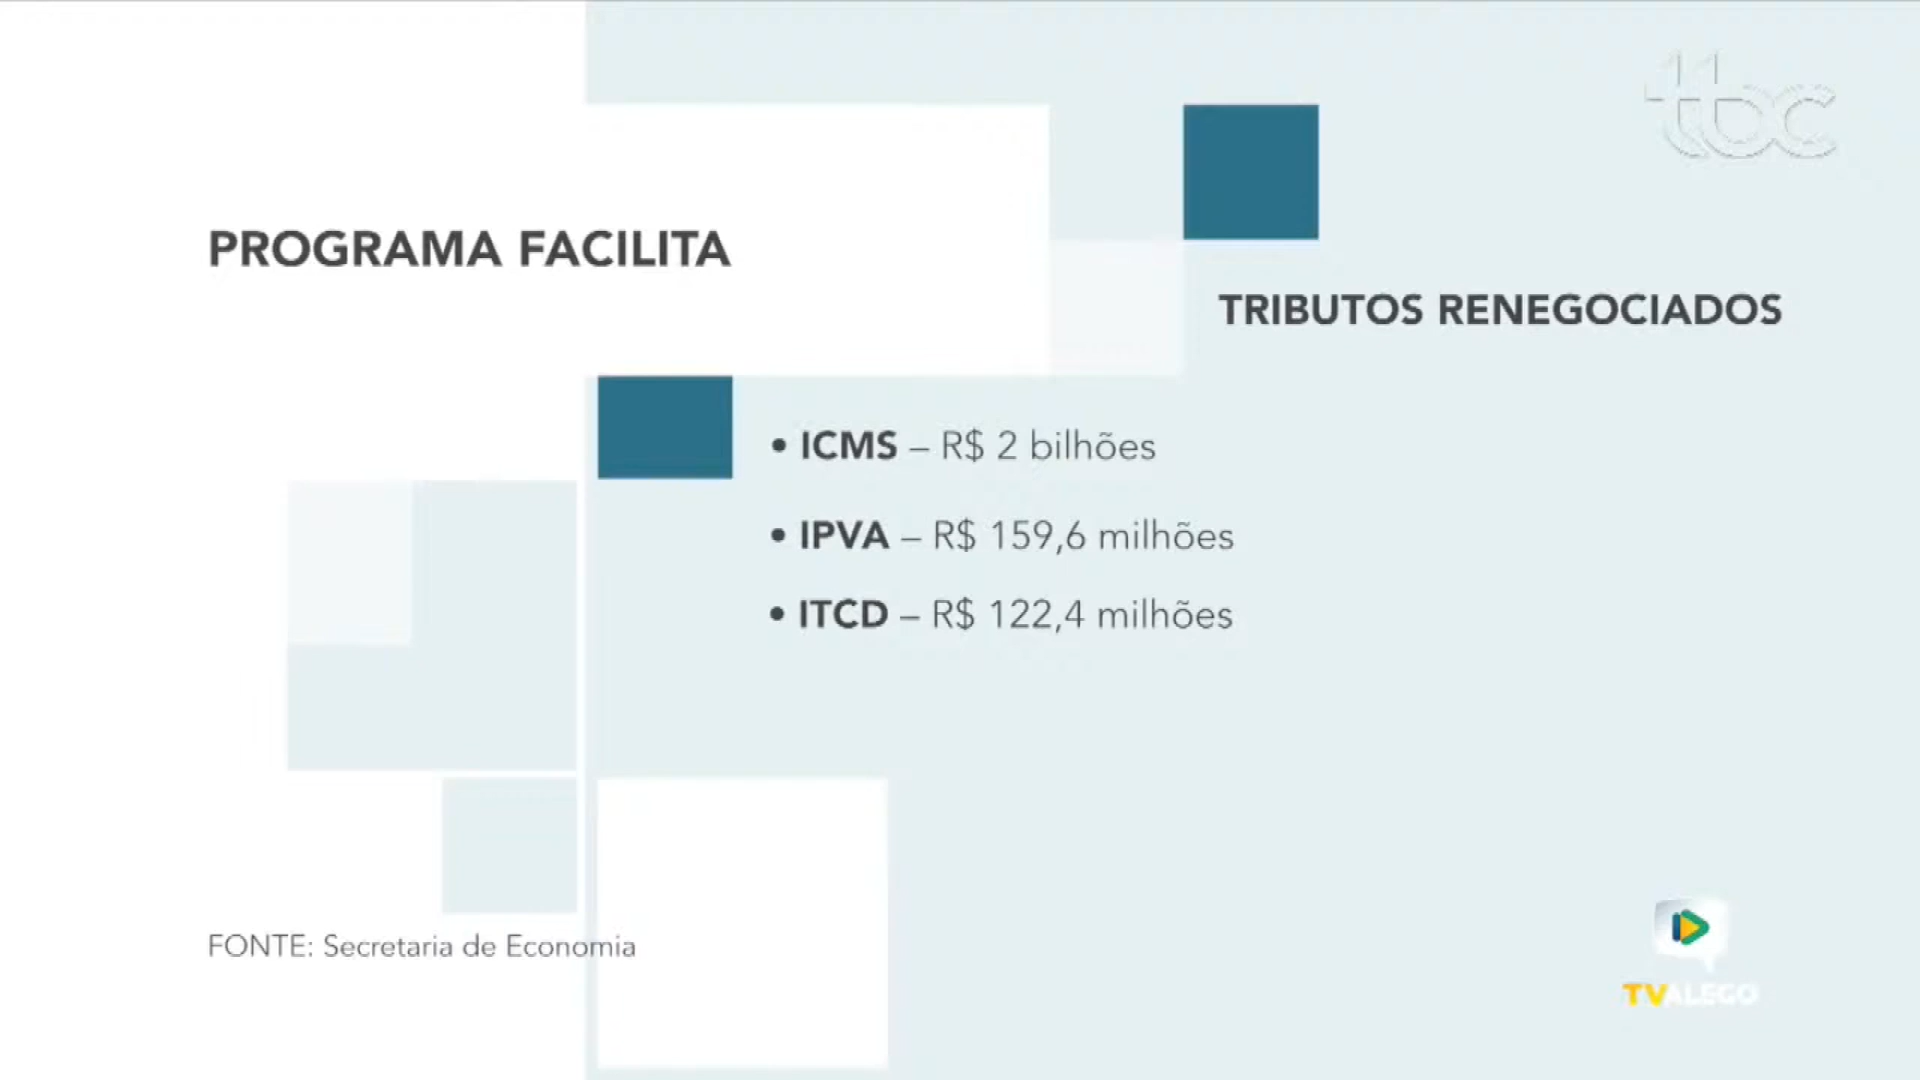 tbc
PROGRAMA FACILITA
TRIBUTOS RENEGOCIADOS
• ICMS – R$ 2 bilhões
• IPVA – R$ 159,6 milhões
• ITCD – R$ 122,4 milhões
FONTE: Secretaria de Economia
TVALEGO